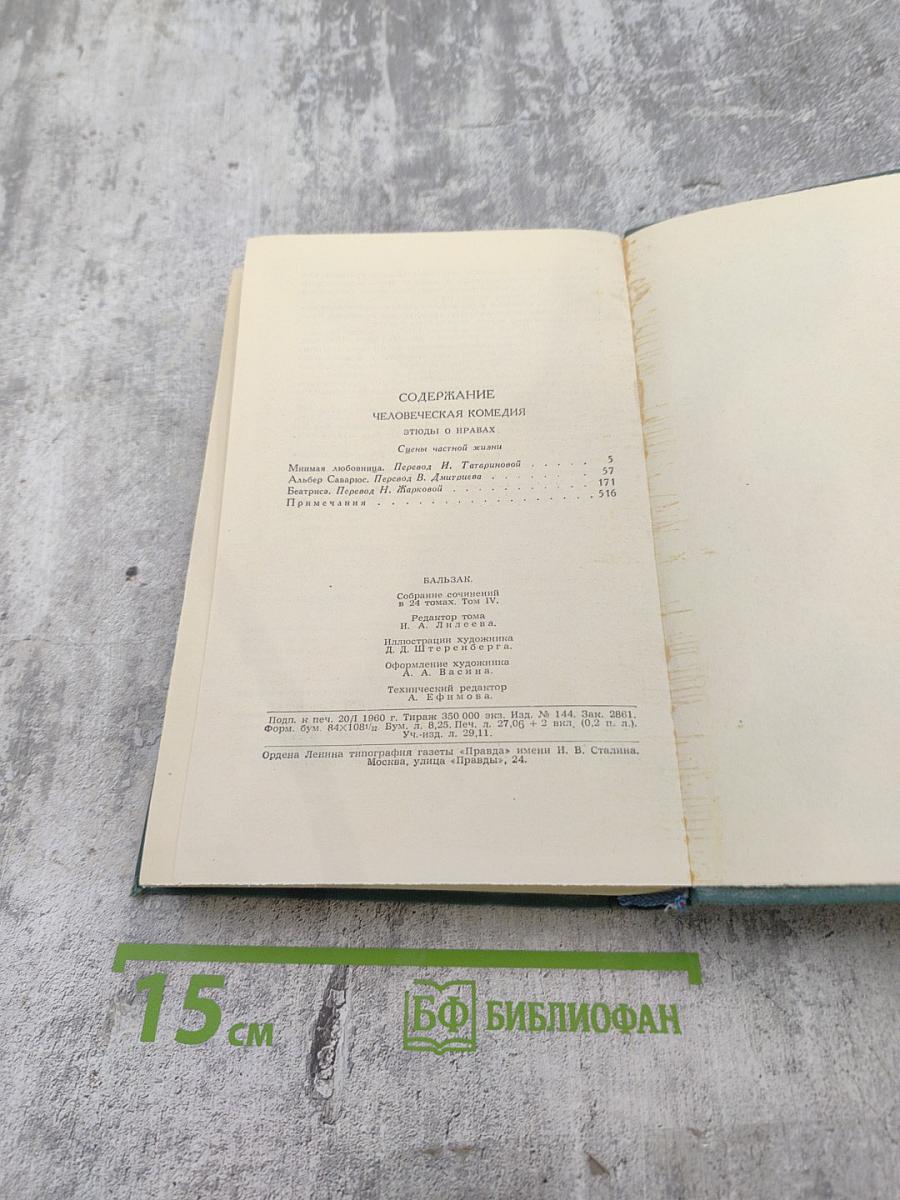 СОДЕРЖАНИЕ
ЧЕЛОВЕЧЕСКАЯ КОМЕДИЯ
ЭТЮДЫ О НРАВАХ
Сцены частной жизни
Мнимая любовница. Перевод И. Татариновой . . . . . 5
Альбер Саварюс. Перевод В. Дмитриева . . . . . . . 57
Беатриса. Перевод Н. Жарковой . . . . . . . . . . 171
Примечания . . . . . . . . . . . . . . . . 516
БАЛЬЗАК.
Собрание сочинений
в 24 томах. Том IV.
Редактор тома
И. А. Лилеева.
Иллюстрации художника
Д. Д. Штеренберга.
Оформление художника
А. А. Васина.
Технический редактор
А. Ефимова.
Подп. к печ. 20/I 1960 г. Тираж 350 000 экз. Изд. № 144. Зак. 2861.
Форм. бум. 84×108¹/₃₂. Бум. л. 8,25. Печ. л. 27,06 + 2 вкл. (0,2 п. л.).
Уч.-изд. л. 29,11.
Ордена Ленина типография газеты «Правда» имени И. В. Сталина.
Москва, улица «Правды», 24.
15 см
БФ БИБЛИОФАН